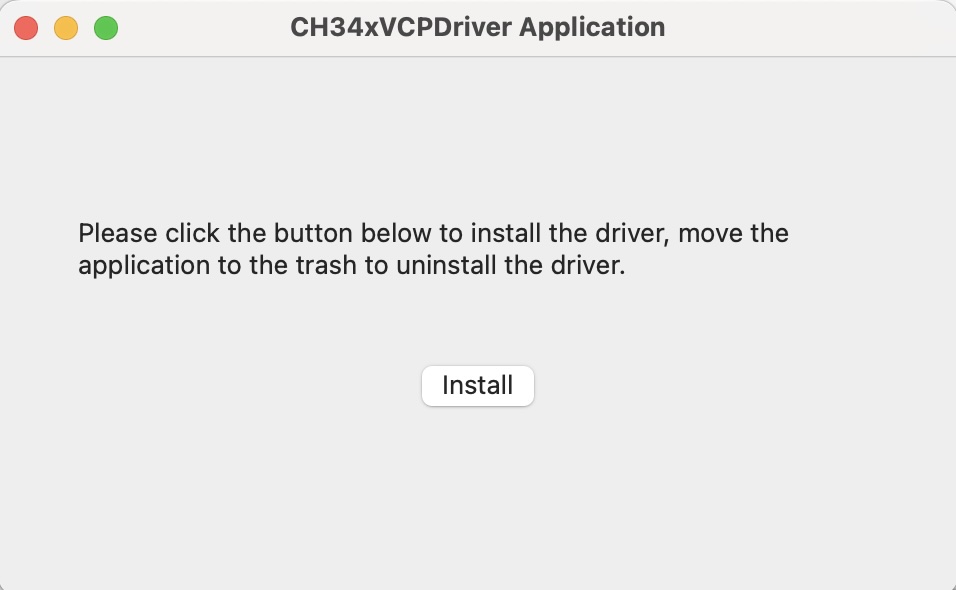 CH34xVCPDriver Application
Please click the button below to install the driver, move the
application to the trash to uninstall the driver.
Install